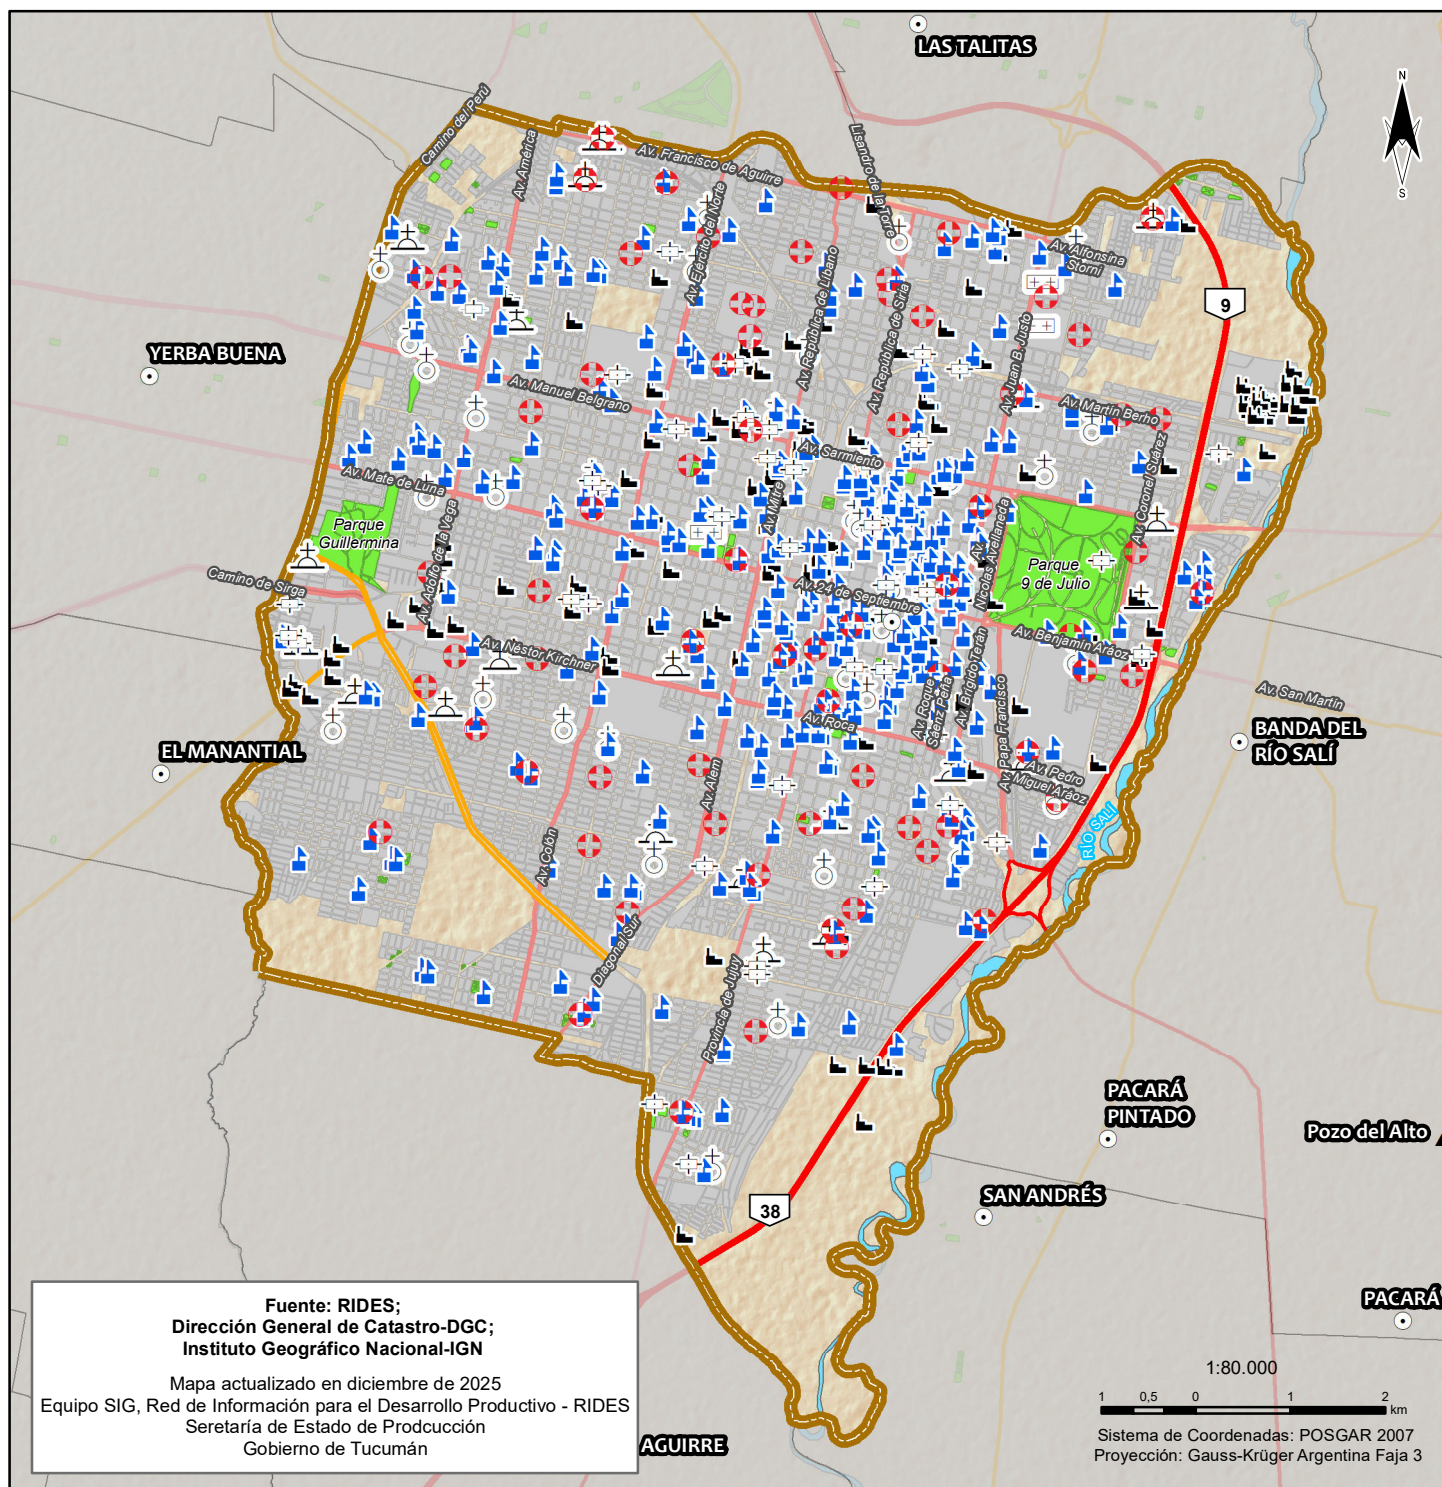 LAS TALITAS
N
S
Camino del Perú
Av. América
Av. Francisco de Aguirre
Lisandro de la Torre
Av. Ejército del Norte
Av. República de Líbano
Av. República de Siria
Av. Alfonsina
Storni
9
YERBA BUENA
Av. Juan B. Justo
Av. Manuel Belgrano
Av. Martín Berho
Av. Sarmiento
Av. Mate de Luna
Av. Mitre
Av. Coronel Suárez
Parque
Guillermina
Av. Adolfo de la Vega
Av.
Nicolas Avellaneda
Parque
9 de Julio
Camino de Sirga
Av. 24 de Septiembre
Av. Néstor Kirchner
Av. Benjamín Aráoz
Av. Brígido Terán
Av. Roque
Sáenz Peña
Av. Papa Francisco
Av. Roca
Av. San Martín
BANDA DEL
RÍO SALÍ
EL MANANTIAL
Av. Pedro
Miguel Aráoz
Av. Alem
RÍO SALÍ
Av. Colón
Diagonal Sur
Provincia de Jujuy
PACARÁ
PINTADO
Pozo del Alto
SAN ANDRÉS
38
PACARÁ
Fuente: RIDES;
Dirección General de Catastro-DGC;
Instituto Geográfico Nacional-IGN
Mapa actualizado en diciembre de 2025
Equipo SIG, Red de Información para el Desarrollo Productivo - RIDES
Seretaría de Estado de Prodcucción
Gobierno de Tucumán
AGUIRRE
1:80.000
1 0,5 0 1 2
km
Sistema de Coordenadas: POSGAR 2007
Proyección: Gauss-Krüger Argentina Faja 3